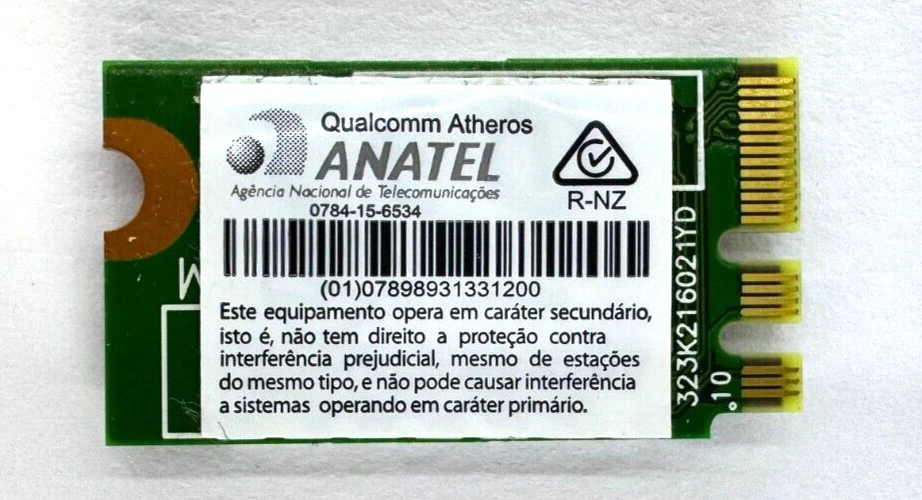 Qualcomm Atheros
ANATEL
Agência Nacional de Telecomunicações
0784-15-6534
R-NZ
(01)07898931331200
Este equipamento opera em caráter secundário,
isto é, não tem direito a proteção contra
interferência prejudicial, mesmo de estações
do mesmo tipo, e não pode causar interferência
a sistemas operando em caráter primário.
323K216021YD